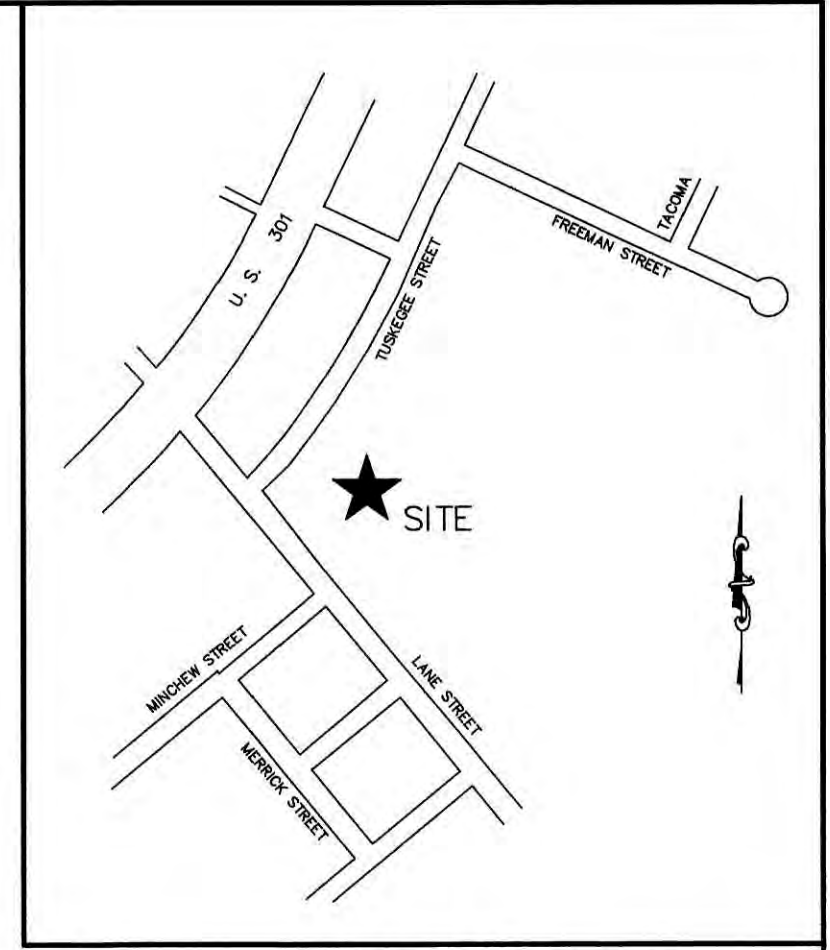 TACOMA
FREEMAN STREET
U. S. 301
TUSKEGEE STREET
SITE
MINCHEW STREET
LANE STREET
MERRICK STREET